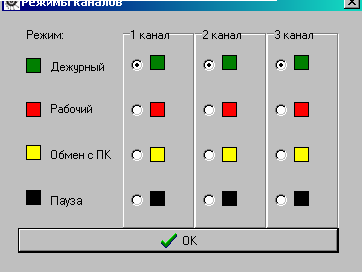 Режимы каналов
Режим: 1 канал 2 канал 3 канал
Дежурный
Рабочий
Обмен с ПК
Пауза
OK